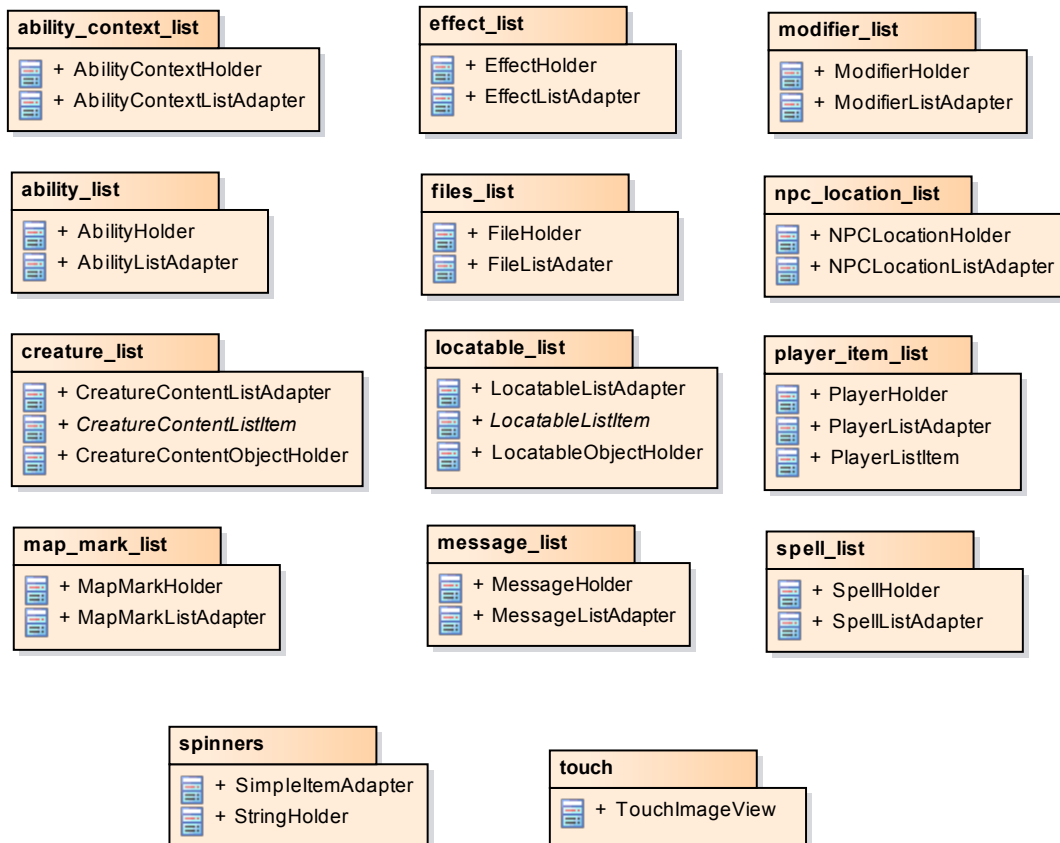 ability_context_list
+ AbilityContextHolder
+ AbilityContextListAdapter
effect_list
+ EffectHolder
+ EffectListAdapter
modifier_list
+ ModifierHolder
+ ModifierListAdapter
ability_list
+ AbilityHolder
+ AbilityListAdapter
files_list
+ FileHolder
+ FileListAdater
npc_location_list
+ NPCLocationHolder
+ NPCLocationListAdapter
creature_list
+ CreatureContentListAdapter
+ CreatureContentListItem
+ CreatureContentObjectHolder
locatable_list
+ LocatableListAdapter
+ LocatableListItem
+ LocatableObjectHolder
player_item_list
+ PlayerHolder
+ PlayerListAdapter
+ PlayerListItem
map_mark_list
+ MapMarkHolder
+ MapMarkListAdapter
message_list
+ MessageHolder
+ MessageListAdapter
spell_list
+ SpellHolder
+ SpellListAdapter
spinners
+ SimpleItemAdapter
+ StringHolder
touch
+ TouchImageView